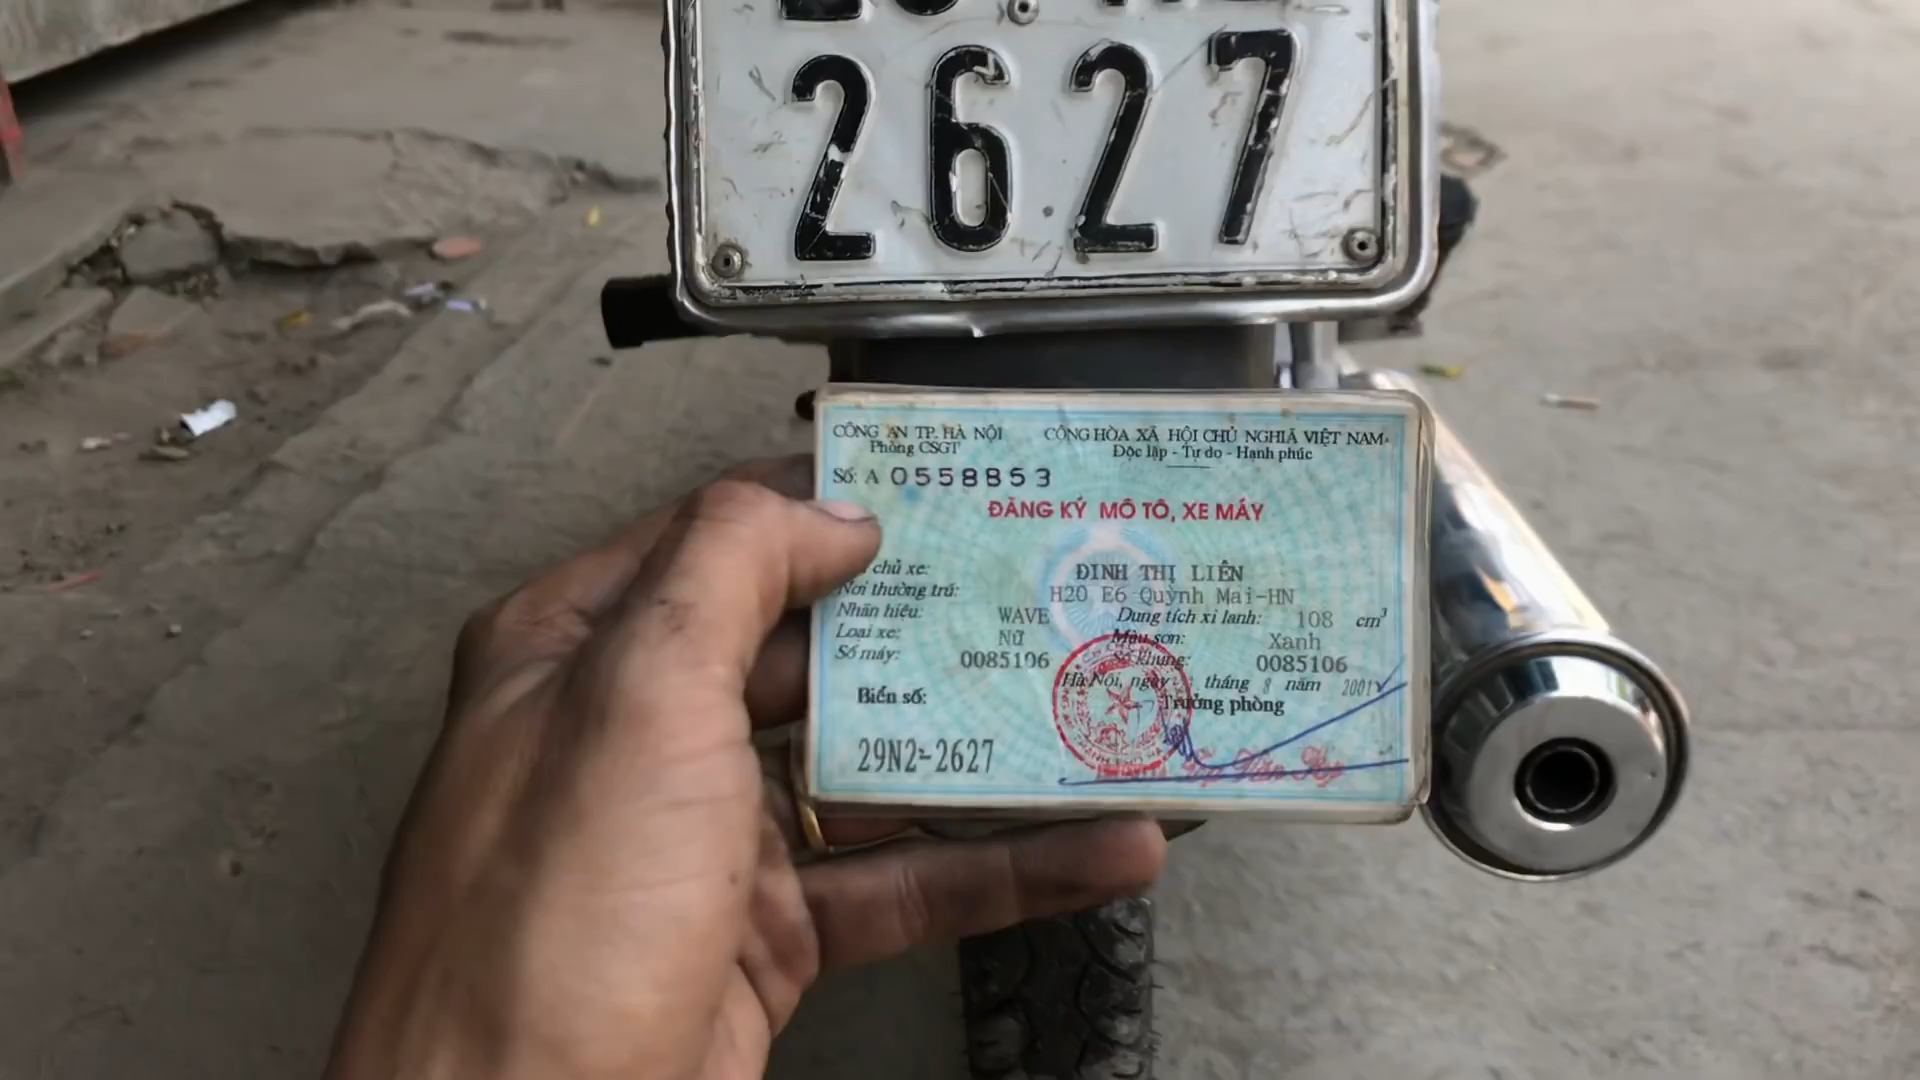 2627
CÔNG AN TP. HÀ NỘI
Phòng CSGT
CỘNG HÒA XÃ HỘI CHỦ NGHĨA VIỆT NAM
Độc lập - Tự do - Hạnh phúc
Số: A 0558853
ĐĂNG KÝ MÔ TÔ, XE MÁY
chủ xe: ĐINH THỊ LIÊN
Nơi thường trú: H20 E6 Quỳnh Mai-HN
Nhãn hiệu: WAVE Dung tích xi lanh: 108 cm³
Loại xe: Nữ Màu sơn: Xanh
Số máy: 0085106 Số khung: 0085106
Hà Nội, ngày tháng 8 năm 2001
Trưởng phòng
Biển số:
29N2-2627